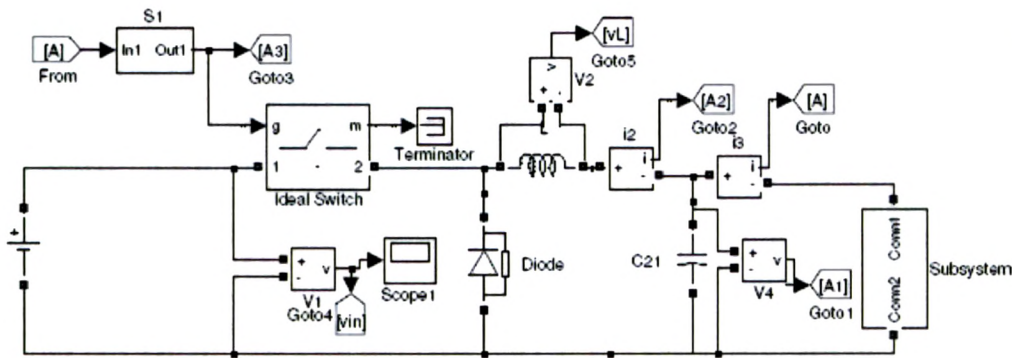 S1
[A]
In1 Out1
[A3]
From
Goto3
[vL]
Goto5
V2
+ -
[A2]
Goto2
[A]
Goto
g m
1 2
Ideal Switch
Terminator
L
i2
+ i -
i3
+ i -
+
+ - v
V1
Goto4
[vin]
Scope1
Diode
C21
+ - v
V4
[A1]
Goto1
Conn1
Conn2
Subsystem